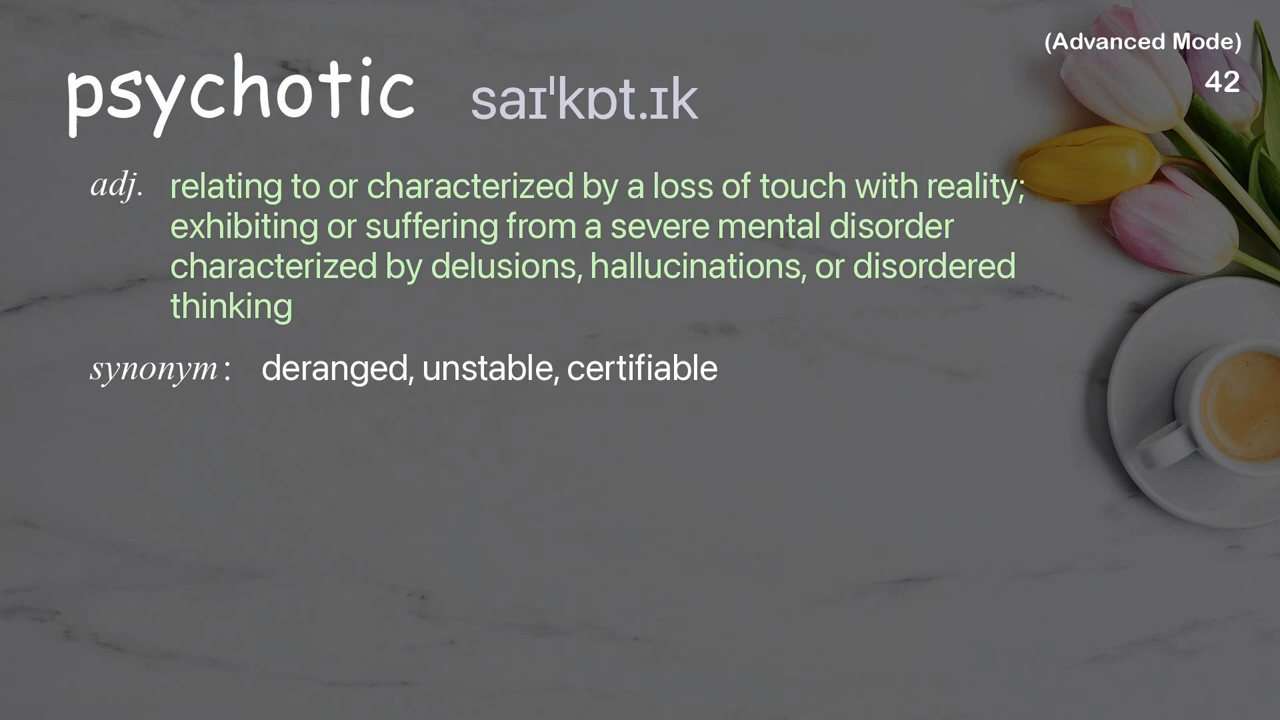 (Advanced Mode)
psychotic saɪˈkɒt.ɪk
42
adj. relating to or characterized by a loss of touch with reality;
exhibiting or suffering from a severe mental disorder
characterized by delusions, hallucinations, or disordered
thinking
synonym : deranged, unstable, certifiable